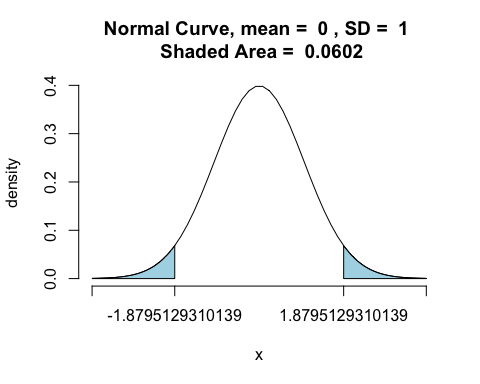 Normal Curve, mean =  0 , SD =  1
Shaded Area =  0.0602
density
0.4
0.3
0.2
0.1
0.0
-1.8795129310139
1.8795129310139
x